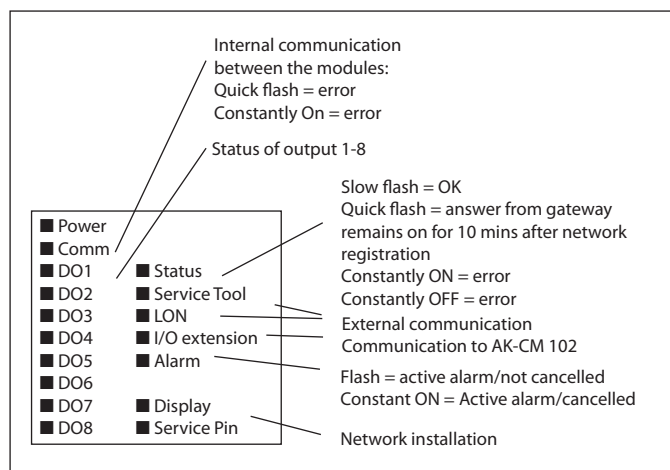 Internal communication
between the modules:
Quick flash = error
Constantly On = error
Status of output 1-8
Slow flash = OK
Quick flash = answer from gateway
remains on for 10 mins after network
registration
Constantly ON = error
Constantly OFF = error
External communication
Communication to AK-CM 102
Flash = active alarm/not cancelled
Constant ON = Active alarm/cancelled
Network installation
Power
Comm
DO1
DO2
DO3
DO4
DO5
DO6
DO7
DO8
Status
Service Tool
LON
I/O extension
Alarm
Display
Service Pin